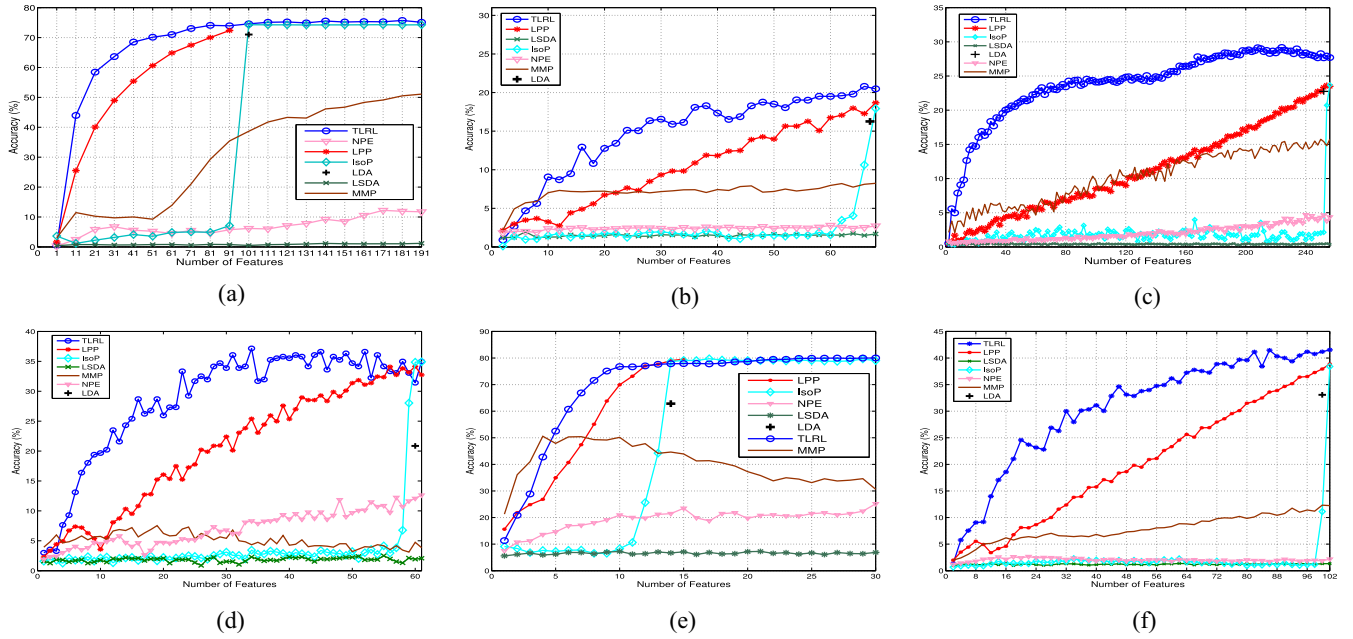 80
70
60
50
40
30
20
10
0
Accuracy (%)
TLRL
NPE
LPP
IsoP
LDA
LSDA
MMP
1 11 21 31 41 51 61 71 81 91 101 111 121 131 141 151 161 171 181 191
Number of Features
(a)
30
25
20
15
10
5
0
Accuracy (%)
TLRL
LPP
LSDA
IsoP
NPE
MMP
LDA
0 10 20 30 40 50 60
Number of Features
(b)
35
30
25
20
15
10
5
0
Accuracy (%)
TLRL
LPP
IsoP
LSDA
LDA
NPE
MMP
0 40 80 120 160 200 240
Number of Features
(c)
40
35
30
25
20
15
10
5
0
Accuracy (%)
TLRL
LPP
IsoP
LSDA
MMP
NPE
LDA
0 10 20 30 40 50 60
Number of Features
(d)
90
80
70
60
50
40
30
20
10
0
Accuracy (%)
LPP
IsoP
NPE
LSDA
LDA
TLRL
MMP
0 5 10 15 20 25 30
Number of Features
(e)
45
40
35
30
25
20
15
10
5
0
Accuracy (%)
TLRL
LPP
LSDA
IsoP
NPE
MMP
LDA
0 4 8 16 24 32 40 48 56 64 72 80 88 96 102
Number of Features
(f)